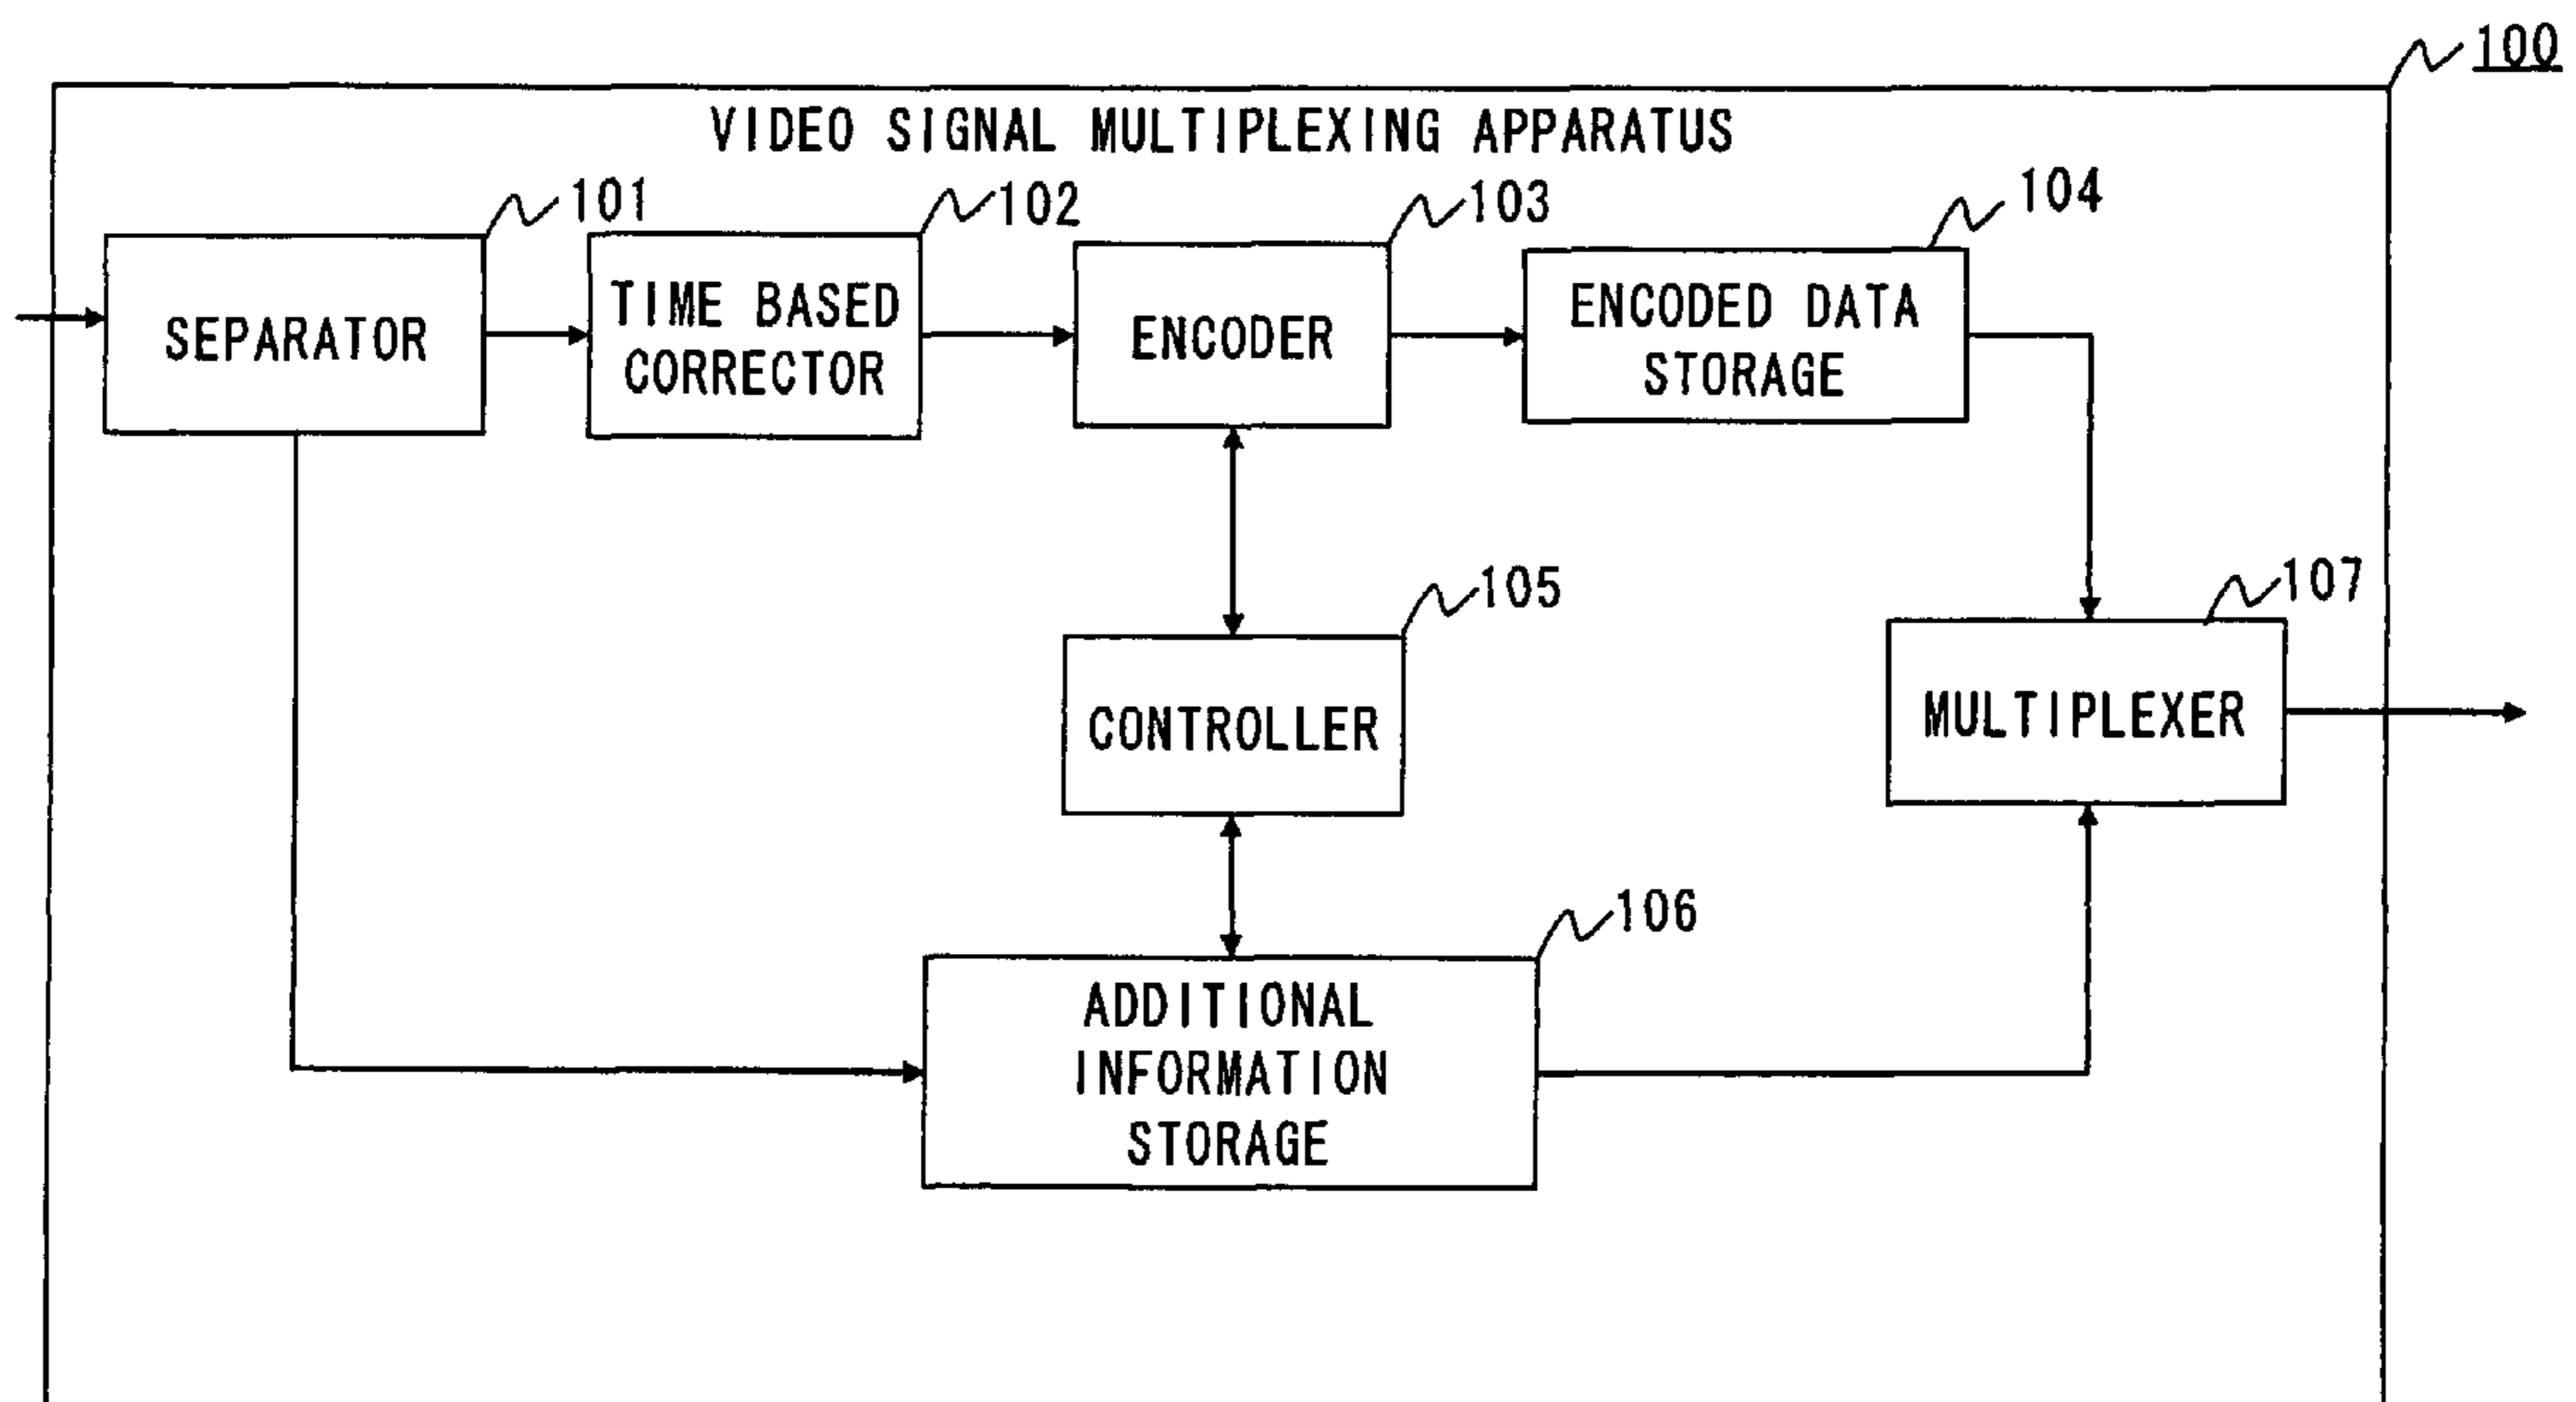 100
VIDEO SIGNAL MULTIPLEXING APPARATUS
101
102
103
104
SEPARATOR
TIME BASED
CORRECTOR
ENCODER
ENCODED DATA
STORAGE
105
107
CONTROLLER
MULTIPLEXER
106
ADDITIONAL
INFORMATION
STORAGE